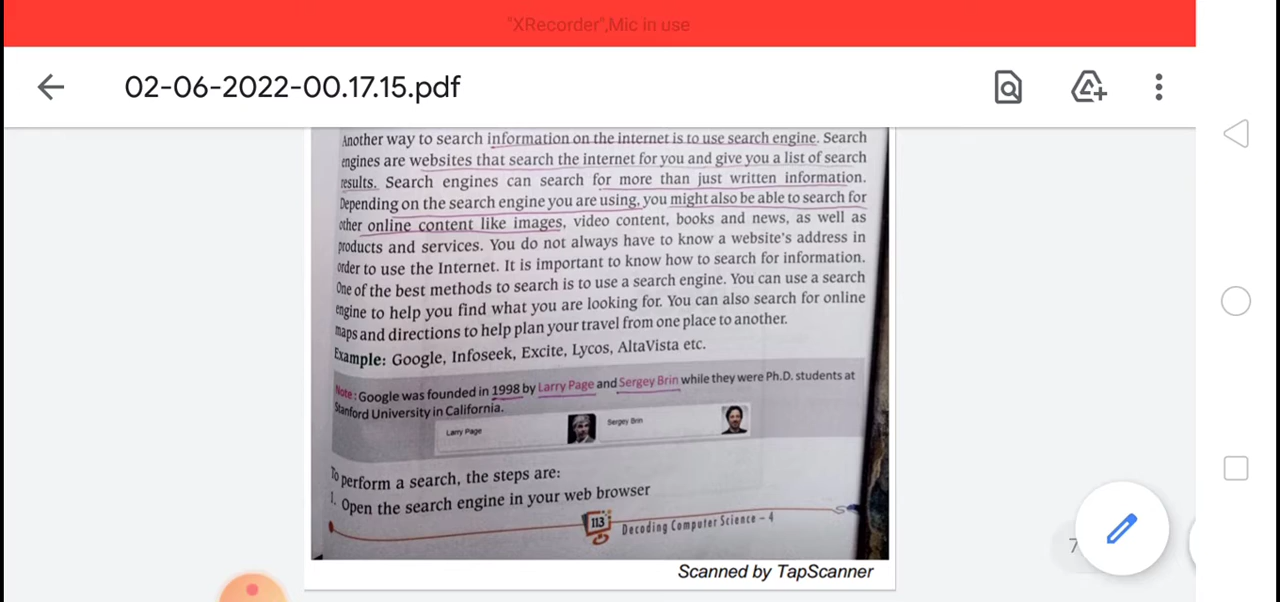 "XRecorder",Mic in use
02-06-2022-00.17.15.pdf
Another way to search information on the internet is to use search engine. Search
engines are websites that search the internet for you and give you a list of search
results. Search engines can search for more than just written information.
Depending on the search engine you are using, you might also be able to search for
other online content like images, video content, books and news, as well as
products and services. You do not always have to know a website's address in
order to use the Internet. It is important to know how to search for information.
One of the best methods to search is to use a search engine. You can use a search
engine to help you find what you are looking for. You can also search for online
maps and directions to help plan your travel from one place to another.
Example: Google, Infoseek, Excite, Lycos, AltaVista etc.
Note: Google was founded in 1998 by Larry Page and Sergey Brin while they were Ph.D. students at
Stanford University in California.
Larry Page
Sergey Brin
To perform a search, the steps are:
1. Open the search engine in your web browser
113
Decoding Computer Science - 4
Scanned by TapScanner
7